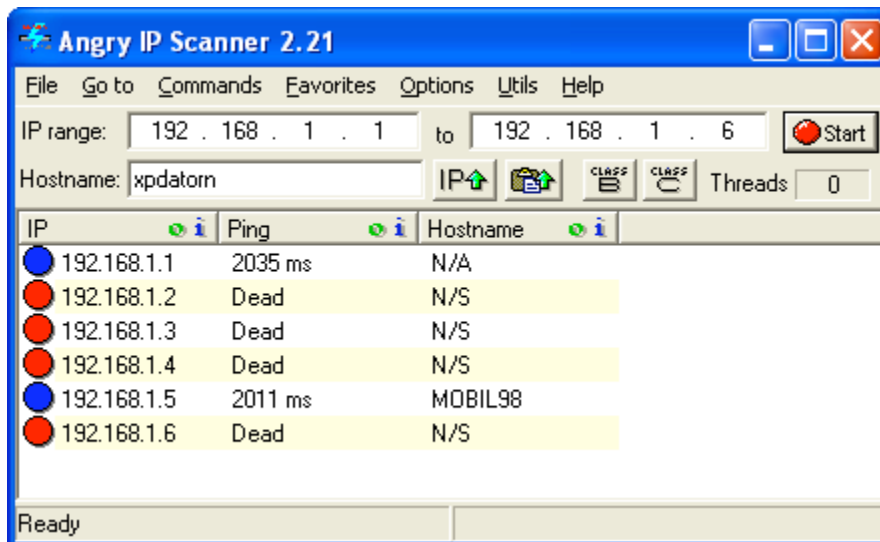 Angry IP Scanner 2.21
File Go to Commands Favorites Options Utils Help
IP range: 192 . 168 . 1 . 1 to 192 . 168 . 1 . 6 Start
Hostname: xpdatorn IP CLASS B CLASS C Threads 0
IP Ping Hostname
192.168.1.1 2035 ms N/A
192.168.1.2 Dead N/S
192.168.1.3 Dead N/S
192.168.1.4 Dead N/S
192.168.1.5 2011 ms MOBIL98
192.168.1.6 Dead N/S
Ready